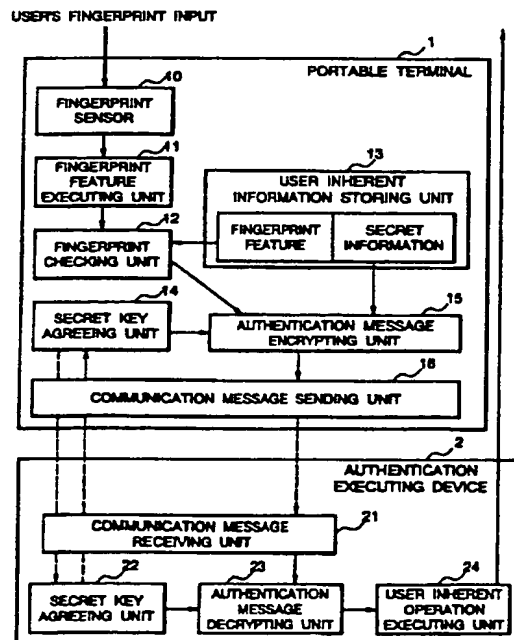 USER'S FINGERPRINT INPUT
1
PORTABLE TERMINAL
10
FINGERPRINT
SENSOR
11
FINGERPRINT
FEATURE
EXECUTING UNIT
13
USER INHERENT
INFORMATION STORING UNIT
FINGERPRINT
FEATURE
SECRET
INFORMATION
12
FINGERPRINT
CHECKING UNIT
14
SECRET KEY
AGREEING UNIT
15
AUTHENTICATION MESSAGE
ENCRYPTING UNIT
16
COMMUNICATION MESSAGE SENDING UNIT
2
AUTHENTICATION
EXECUTING DEVICE
COMMUNICATION MESSAGE
RECEIVING UNIT
21
22
SECRET KEY
AGREEING UNIT
23
AUTHENTICATION
MESSAGE
DECRYPTING UNIT
24
USER INHERENT
OPERATION
EXECUTING UNIT